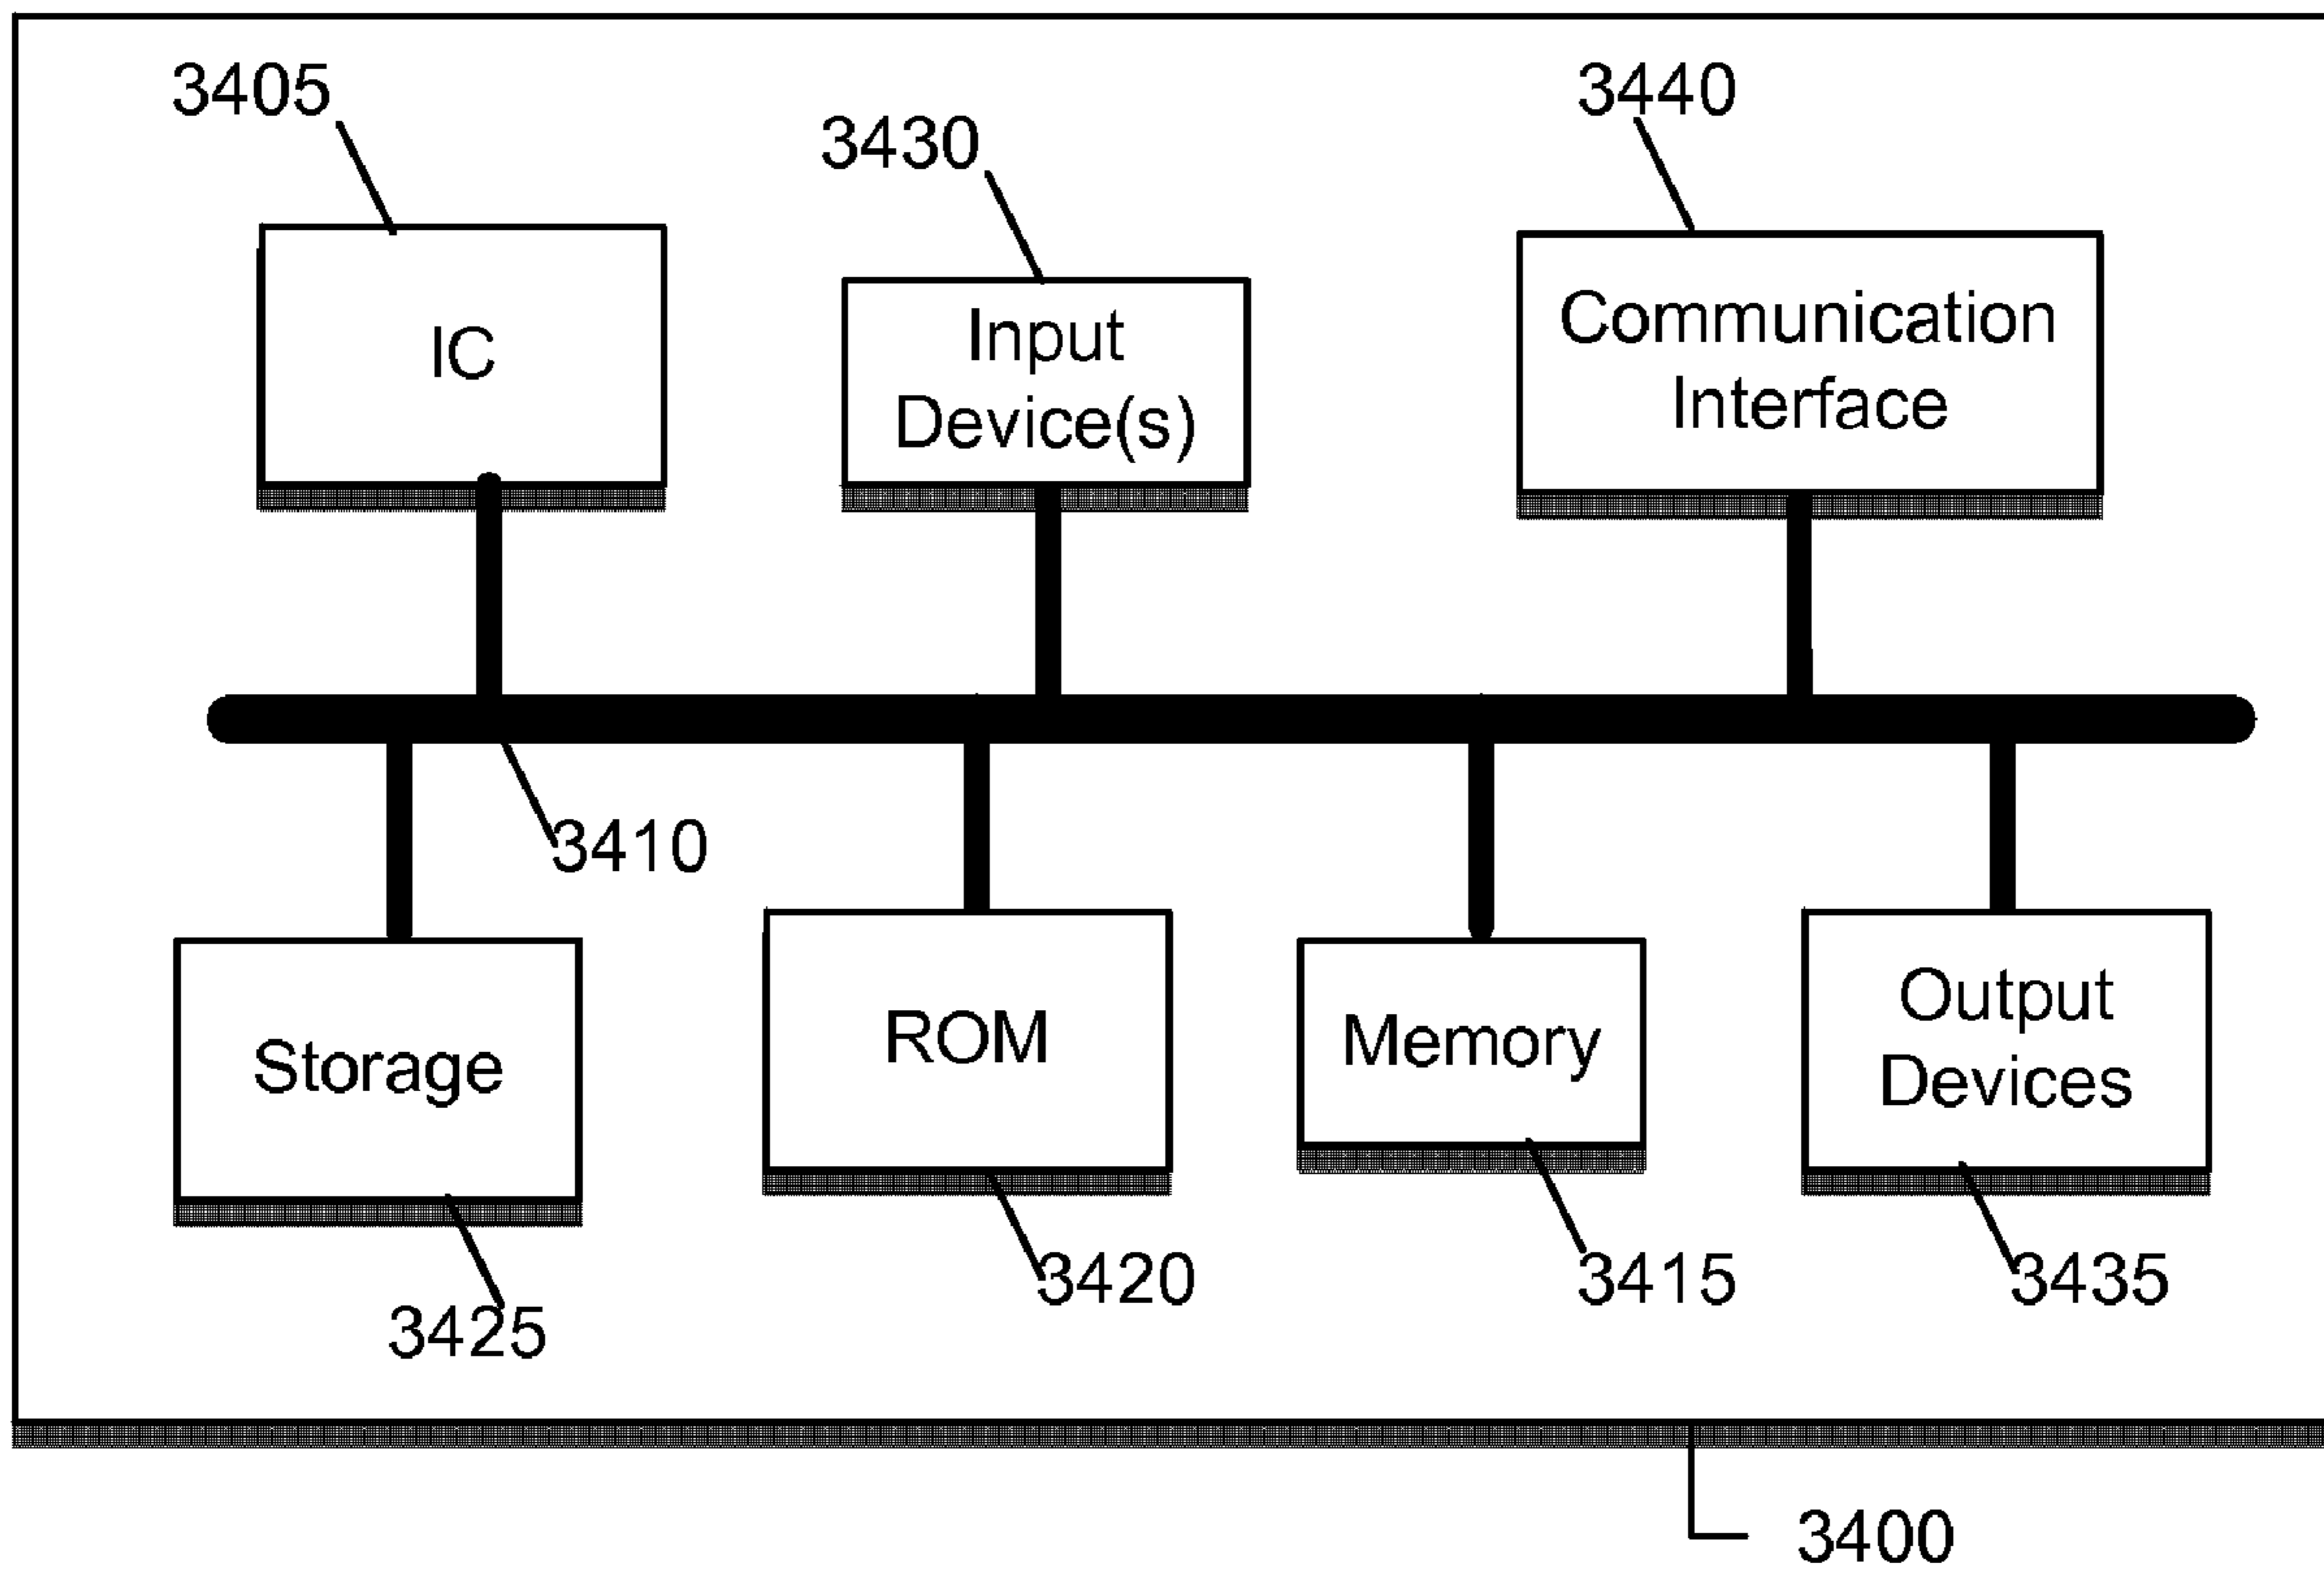 3405
3430
3440
IC
Input
Device(s)
Communication
Interface
3410
Storage
ROM
Memory
Output
Devices
3425
3420
3415
3435
3400